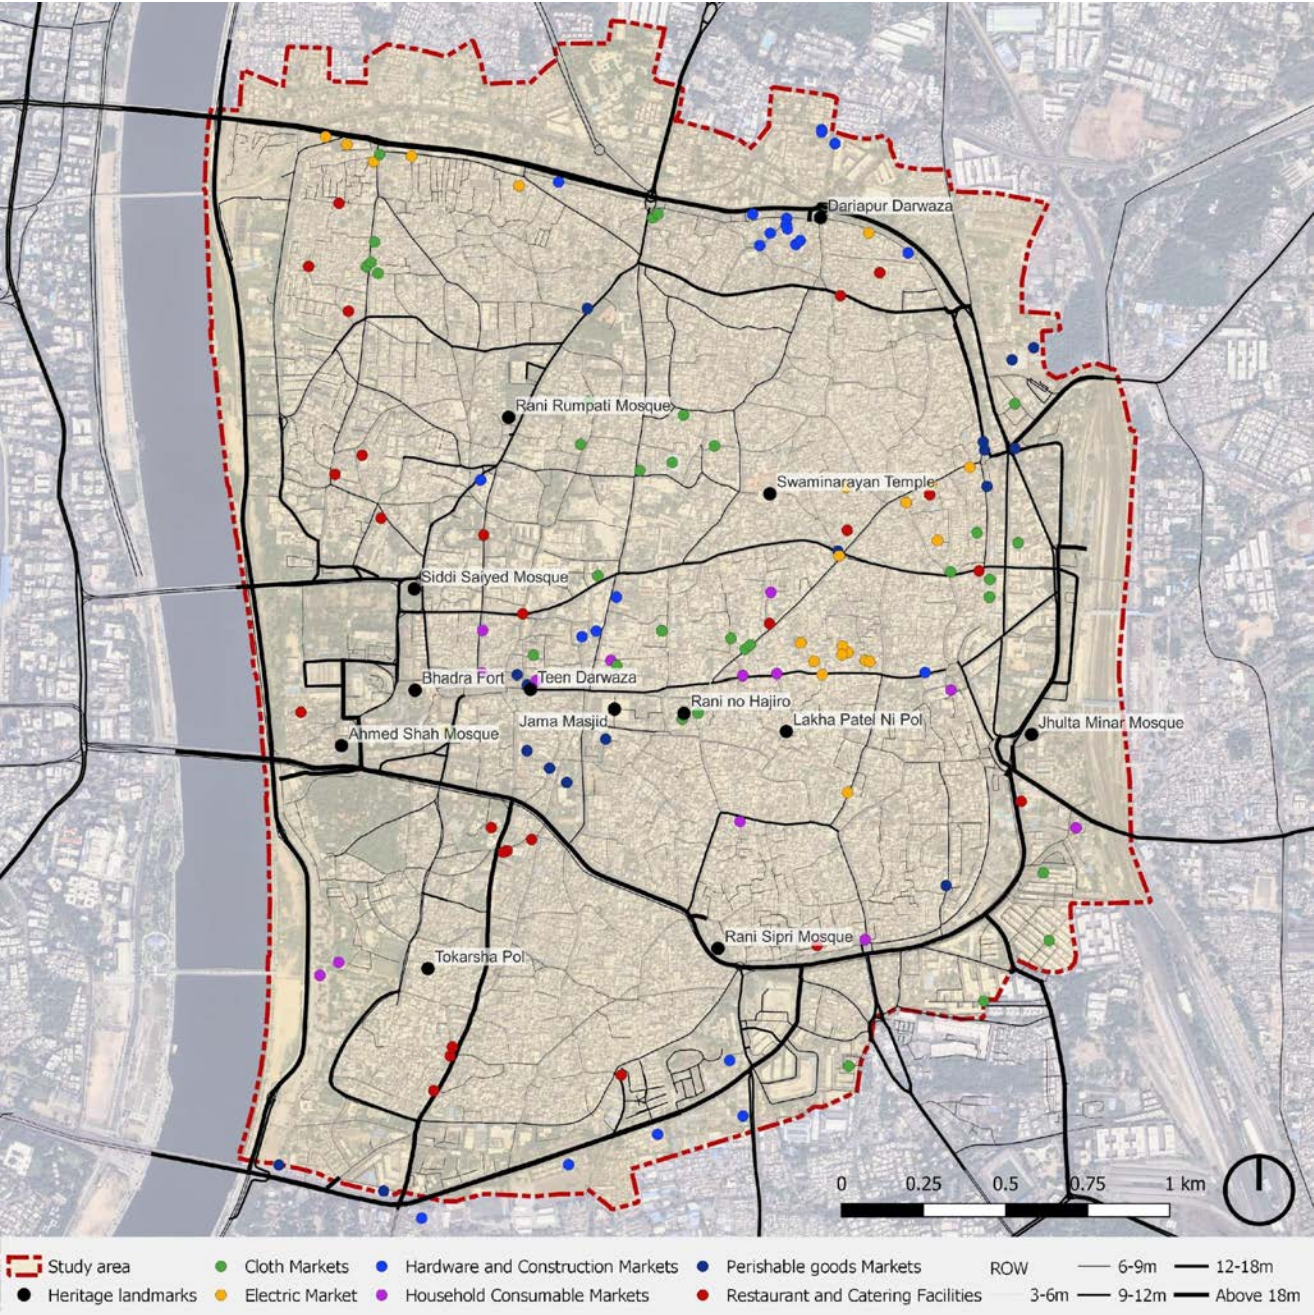 Dariapur Darwaza
Rani Rumpati Mosque
Swaminarayan Temple
Siddi Saiyed Mosque
Bhadra Fort
Teen Darwaza
Rani no Hajiro
Jama Masjid
Lakha Patel Ni Pol
Jhulta Minar Mosque
Ahmed Shah Mosque
Rani Sipri Mosque
Tokarsha Pol
0 0.25 0.5 0.75 1 km
Study area Cloth Markets Hardware and Construction Markets Perishable goods Markets ROW 6-9m 12-18m
Heritage landmarks Electric Market Household Consumable Markets Restaurant and Catering Facilities 3-6m 9-12m Above 18m